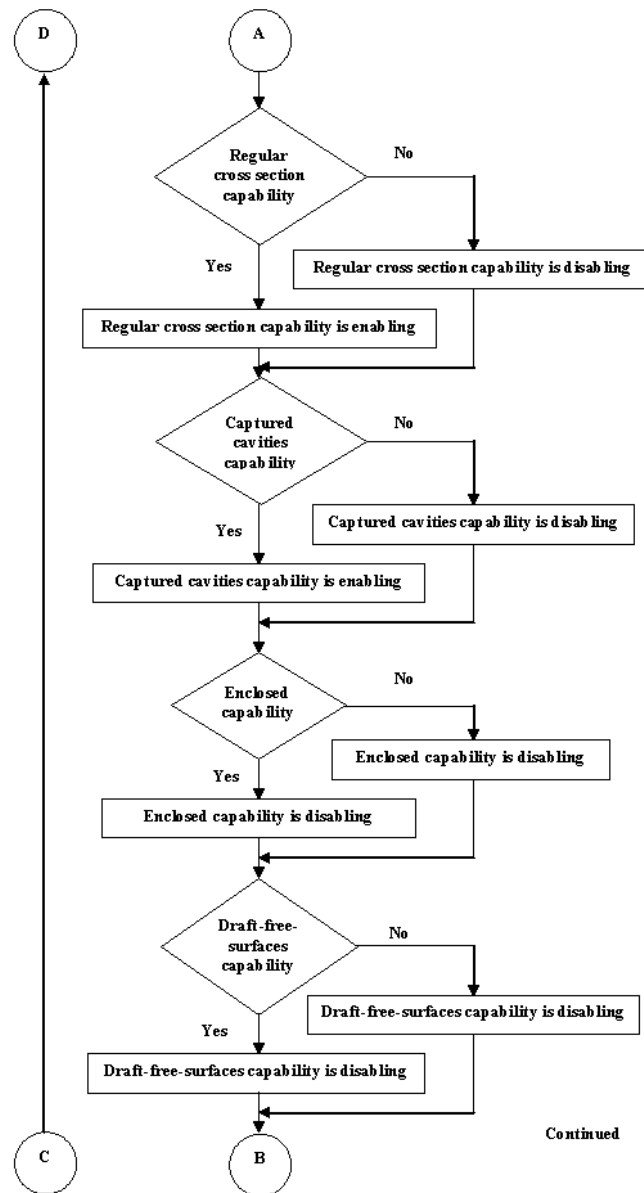 D
A
Regular
cross section
capability
No
Yes
Regular cross section capability is disabling
Regular cross section capability is enabling
Captured
cavities
capability
No
Yes
Captured cavities capability is disabling
Captured cavities capability is enabling
Enclosed
capability
No
Yes
Enclosed capability is disabling
Enclosed capability is disabling
Draft-free-
surfaces
capability
No
Yes
Draft-free-surfaces capability is disabling
Draft-free-surfaces capability is disabling
Continued
C
B